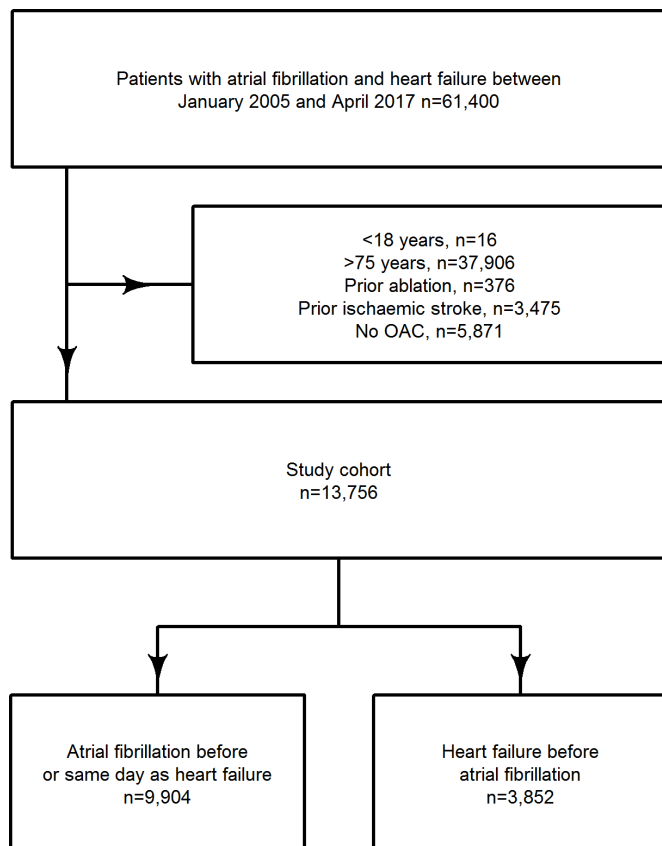 Patients with atrial fibrillation and heart failure between
January 2005 and April 2017 n=61,400
<18 years, n=16
>75 years, n=37,906
Prior ablation, n=376
Prior ischaemic stroke, n=3,475
No OAC, n=5,871
Study cohort
n=13,756
Atrial fibrillation before
or same day as heart failure
n=9,904
Heart failure before
atrial fibrillation
n=3,852